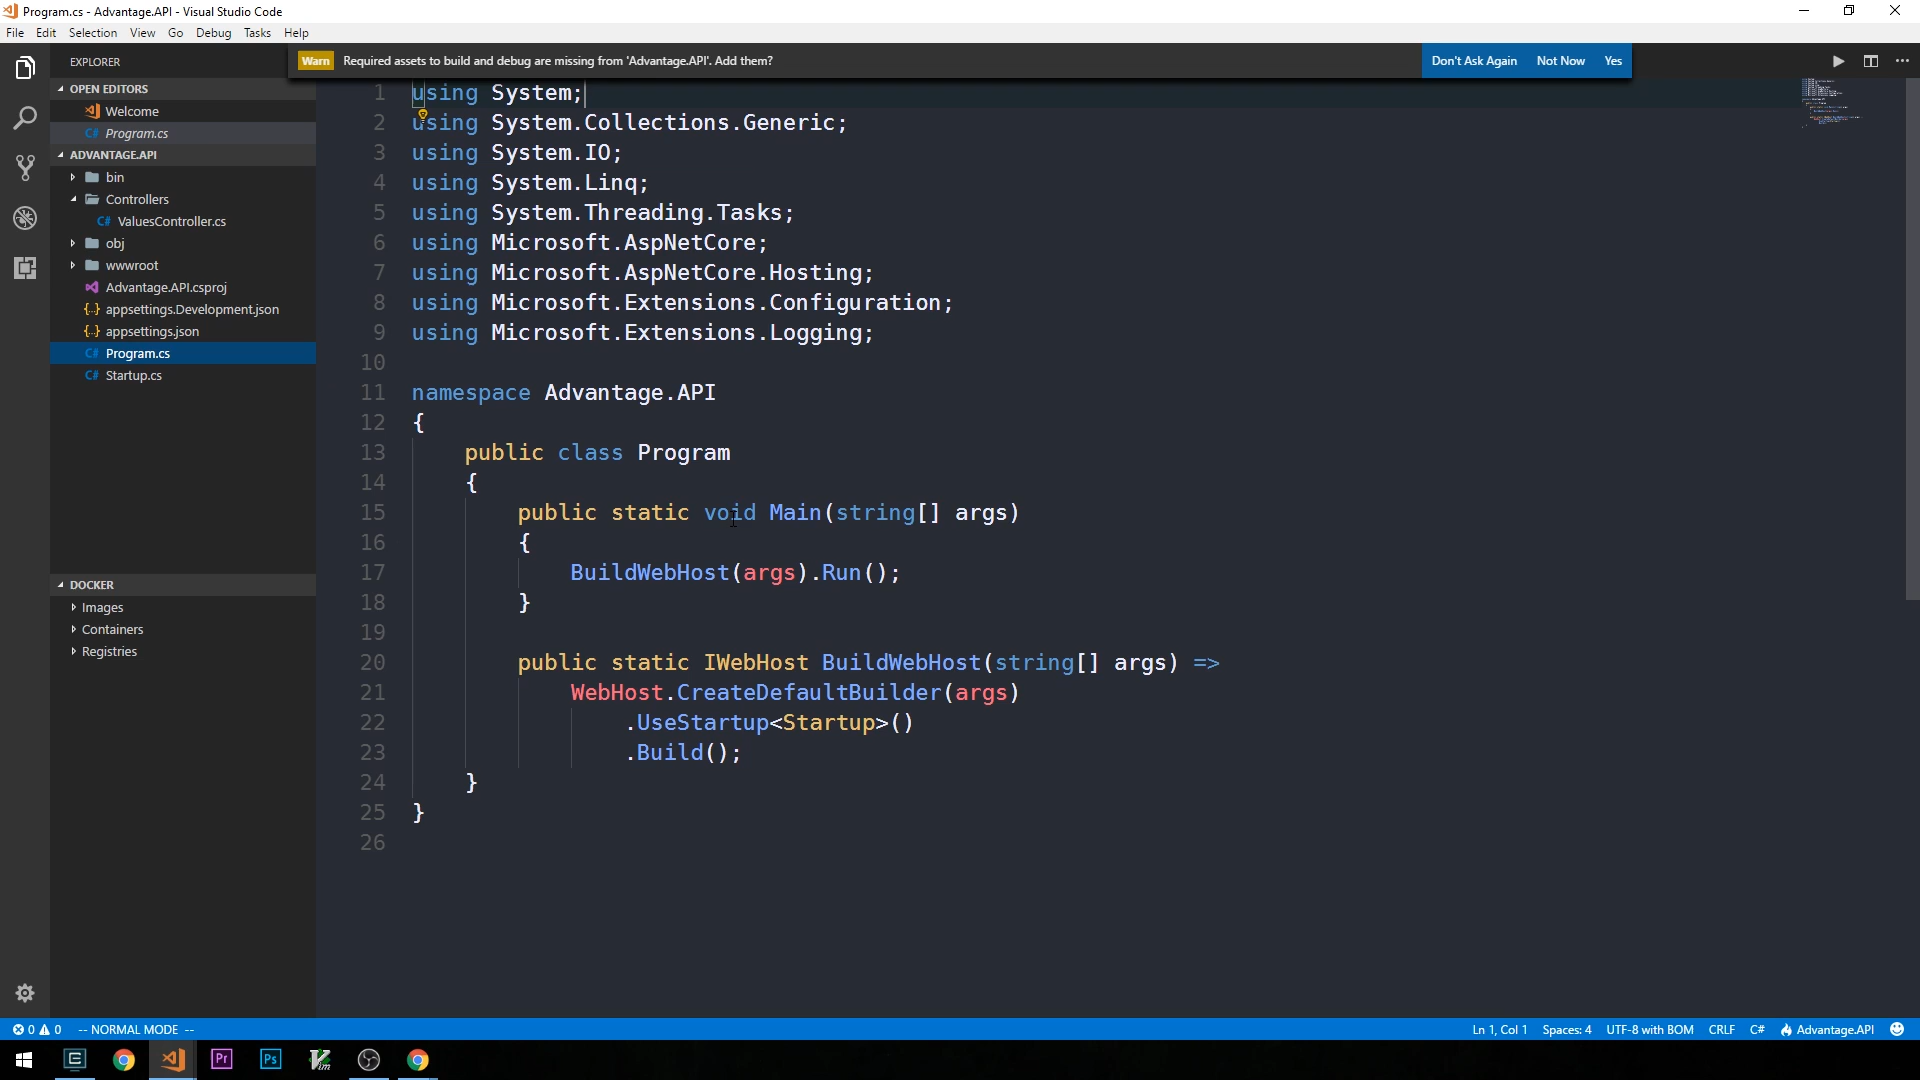 Program.cs - Advantage.API - Visual Studio Code
File Edit Selection View Go Debug Tasks Help
EXPLORER
Warn Required assets to build and debug are missing from 'Advantage.API'. Add them?
Don't Ask Again Not Now Yes
OPEN EDITORS
Welcome
C# Program.cs
ADVANTAGE.API
bin
Controllers
C# ValuesController.cs
obj
wwwroot
Advantage.API.csproj
{..} appsettings.Development.json
{..} appsettings.json
C# Program.cs
C# Startup.cs
DOCKER
Images
Containers
Registries
1 using System;
2 using System.Collections.Generic;
3 using System.IO;
4 using System.Linq;
5 using System.Threading.Tasks;
6 using Microsoft.AspNetCore;
7 using Microsoft.AspNetCore.Hosting;
8 using Microsoft.Extensions.Configuration;
9 using Microsoft.Extensions.Logging;
10
11 namespace Advantage.API
12 {
13 public class Program
14 {
15 public static void Main(string[] args)
16 {
17 BuildWebHost(args).Run();
18 }
19
20 public static IWebHost BuildWebHost(string[] args) =>
21 WebHost.CreateDefaultBuilder(args)
22 .UseStartup<Startup>()
23 .Build();
24 }
25 }
26
0 0 -- NORMAL MODE --
Ln 1, Col 1 Spaces: 4 UTF-8 with BOM CRLF C# Advantage.API
Pr Ps Vim